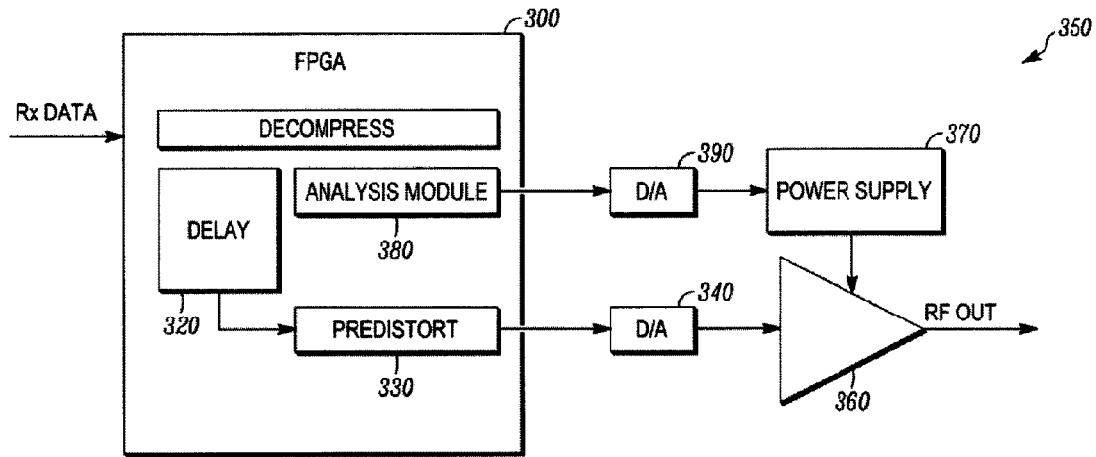 300
350
FPGA
Rx DATA
DECOMPRESS
390
370
ANALYSIS MODULE
D/A
POWER SUPPLY
DELAY
380
340
320
PREDISTORT
D/A
RF OUT
330
360